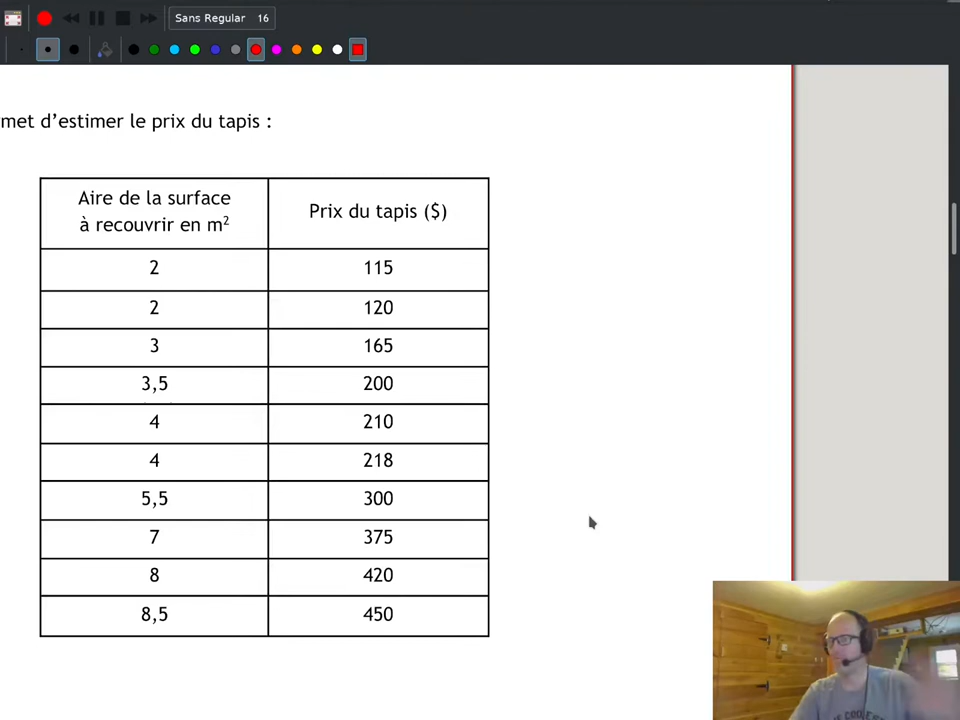 Sans Regular 16
met d’estimer le prix du tapis :
Aire de la surface
à recouvrir en m²
Prix du tapis ($)
2 115
2 120
3 165
3,5 200
4 210
4 218
5,5 300
7 375
8 420
8,5 450